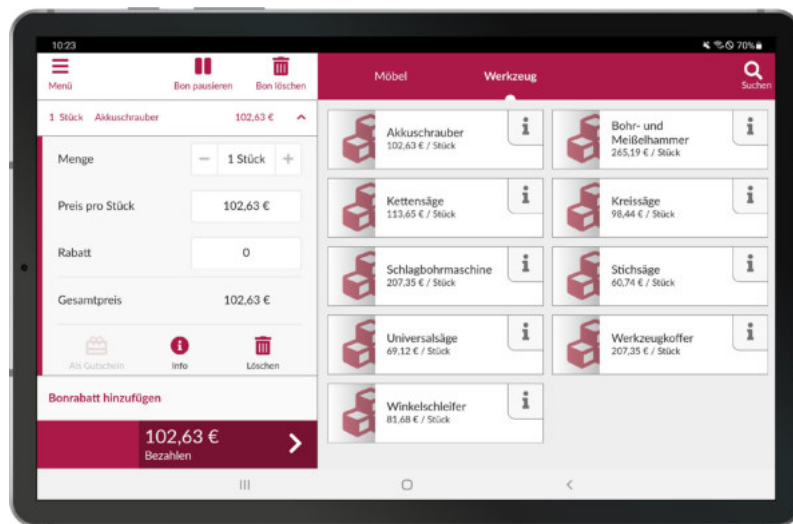 10:23
70%
Menü
Bon pausieren
Bon löschen
Möbel
Werkzeug
Suchen
1 Stück Akkuschrauber 102,63 €
Menge
− 1 Stück +
Preis pro Stück
102,63 €
Rabatt
0
Gesamtpreis
102,63 €
Als Gutschein
Info
Löschen
Bonrabatt hinzufügen
102,63 €
Bezahlen
Akkuschrauber
102,63 € / Stück
Bohr- und
Meißelhammer
265,19 € / Stück
Kettensäge
113,65 € / Stück
Kreissäge
98,44 € / Stück
Schlagbohrmaschine
207,35 € / Stück
Stichsäge
60,74 € / Stück
Universalsäge
69,12 € / Stück
Werkzeugkoffer
207,35 € / Stück
Winkelschleifer
81,68 € / Stück